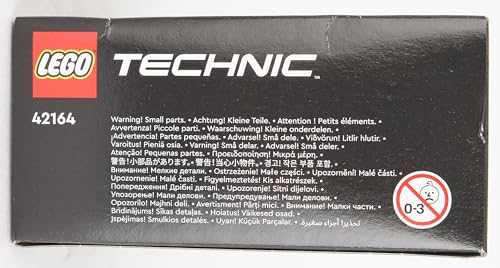 LEGO
TECHNIC™
42164
Warning! Small parts. • Achtung! Kleine Teile. • Attention ! Petits éléments.
Avvertenza! Piccole parti. • Waarschuwing! Kleine onderdelen. •
¡Advertencia! Partes pequeñas. • Advarsel! Små dele. • Viðvörun! Litlir hlutir.
Varoitus! Pieniä osia. • Varning! Små delar. • Advarsel! Små deler.
Atenção! Pequenas partes. • Προειδοποίηση! Μικρά μέρη.
警告！小部品があります。• 警告！当心小物件。• 경고! 작은 부품 포함.
Внимание! Мелкие детали. • Ostrzeżenie! Małe części. • Upozornění! Malé části.
Upozornenie! Malé časti. • Figyelmeztetés! Kis alkatrészek. •
Попередження! Дрібні деталі. • Upozorenje! Sitni dijelovi. •
Упозорење! Мали делови. • Предупредување! Мали делови. •
Opozorilo! Majhni deli. • Avertisment! Părți mici. • Внимание! Малки части. •
Brīdinājums! Sīkas detaļas. • Hoiatus! Väikesed osad. •
Įspėjimas! Smulkios detalės. • Uyarı! Küçük Parçalar. • تحذير! أجزاء صغيرة.
0-3